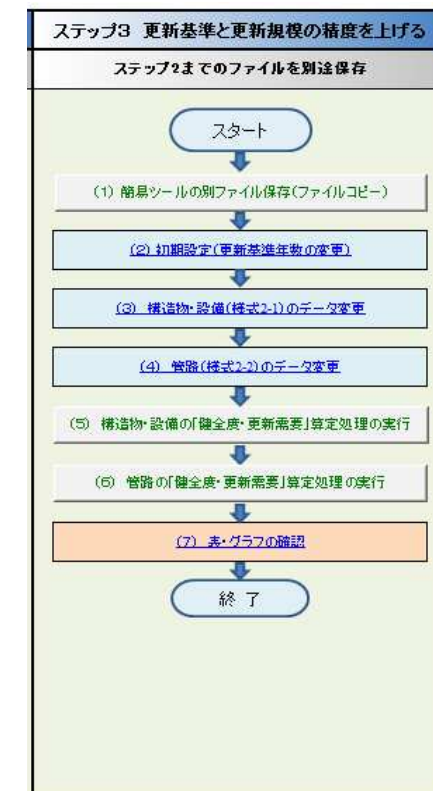 ステップ3 更新基準と更新規模の精度を上げる
ステップ2までのファイルを別途保存
スタート
(1) 簡易ツールの別ファイル保存(ファイルコピー)
(2) 初期設定(更新基準年数の変更)
(3) 構造物・設備(様式2-1)のデータ変更
(4) 管路(様式2-2)のデータ変更
(5) 構造物・設備の「健全度・更新需要」算定処理の実行
(6) 管路の「健全度・更新需要」算定処理の実行
(7) 表・グラフの確認
終 了